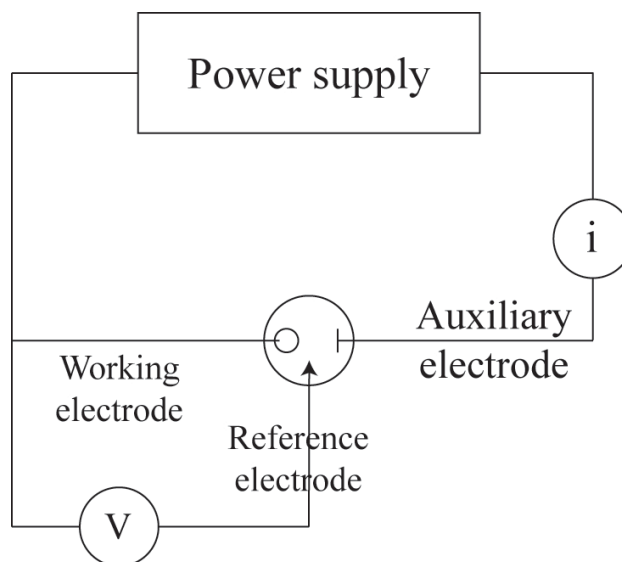 Power supply
i
Auxiliary
electrode
Working
electrode
Reference
electrode
V